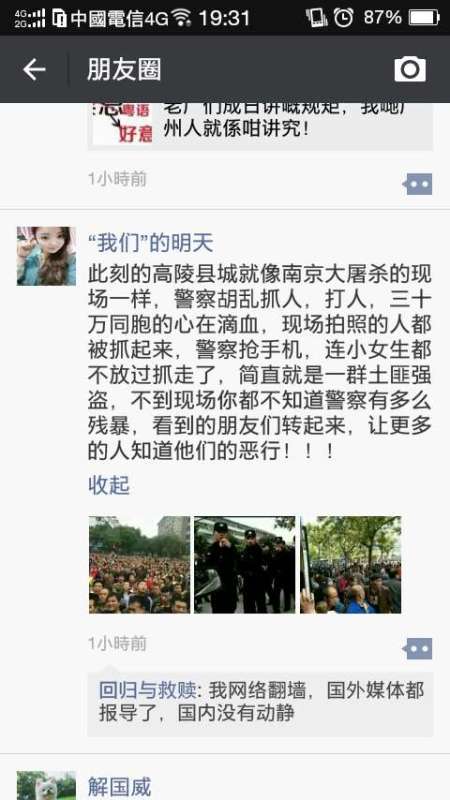 4G 2G 中國電信4G 19:31 87%
朋友圈
粤语
好意
老广们成日讲嘅规矩，我哋广
州人就係咁讲究！
1小時前
“我们”的明天
此刻的高陵县城就像南京大屠杀的现
场一样，警察胡乱抓人，打人，三十
万同胞的心在滴血，现场拍照的人都
被抓起来，警察抢手机，连小女生都
不放过抓走了，简直就是一群土匪强
盗，不到现场你都不知道警察有多么
残暴，看到的朋友们转起来，让更多
的人知道他们的恶行！！！
收起
1小時前
回归与救赎: 我网络翻墙，国外媒体都
报导了，国内没有动静
解国威